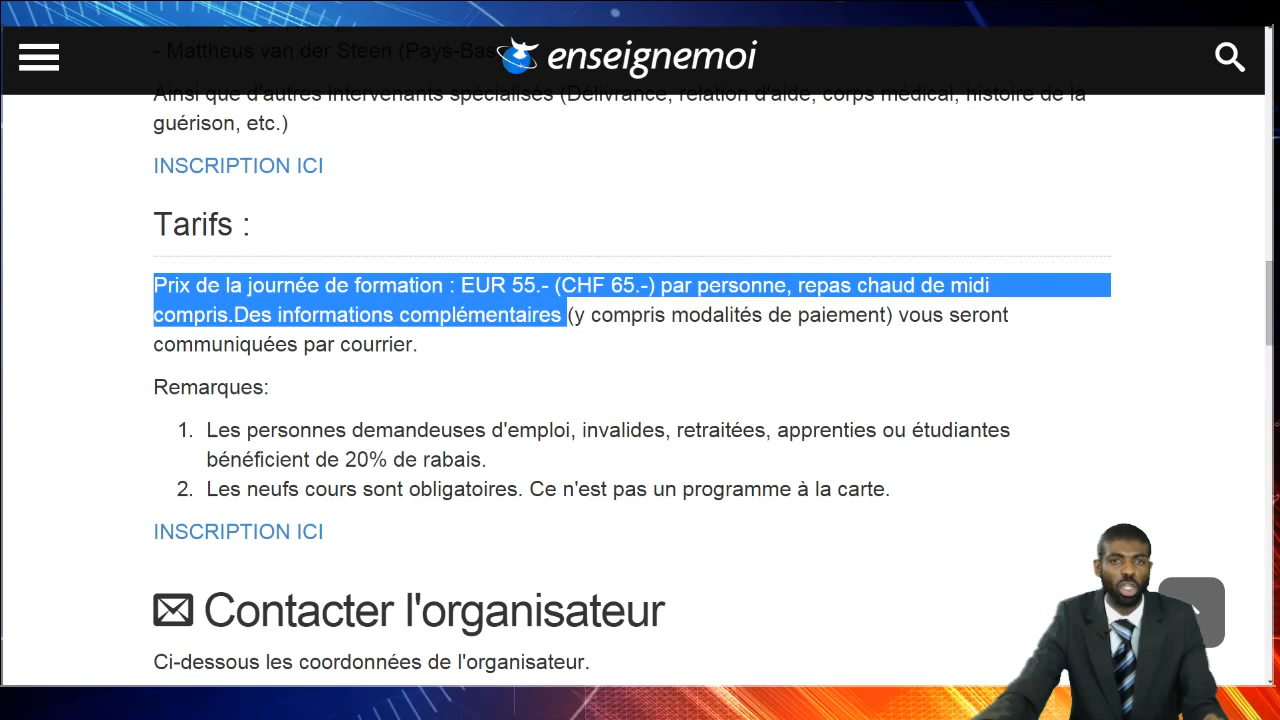 - Mattheus van der Steen (Pays-Bas
enseignemoi
Ainsi que d'autres intervenants spécialisés (Délivrance, relation d'aide, corps médical, histoire de la
guérison, etc.)
INSCRIPTION ICI
Tarifs :
Prix de la journée de formation : EUR 55.- (CHF 65.-) par personne, repas chaud de midi
compris.Des informations complémentaires (y compris modalités de paiement) vous seront
communiquées par courrier.
Remarques:
1. Les personnes demandeuses d'emploi, invalides, retraitées, apprenties ou étudiantes
bénéficient de 20% de rabais.
2. Les neufs cours sont obligatoires. Ce n'est pas un programme à la carte.
INSCRIPTION ICI
Contacter l'organisateur
Ci-dessous les coordonnées de l'organisateur.